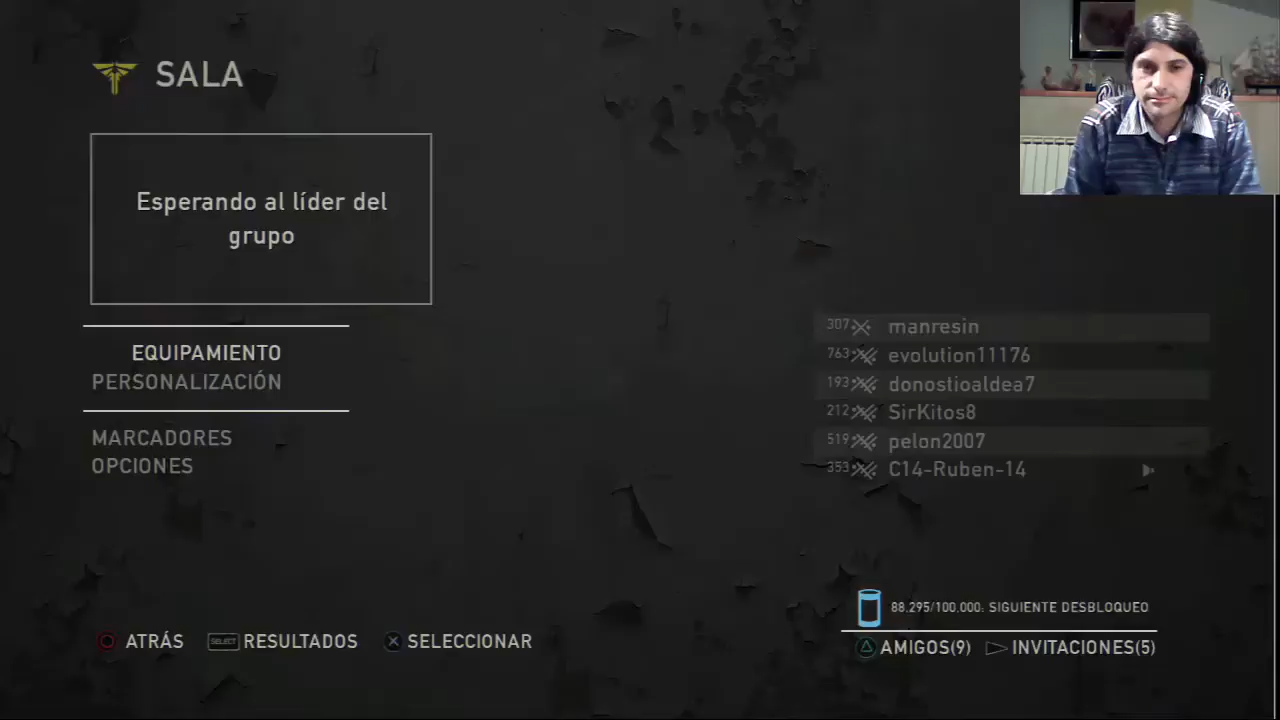 SALA
Esperando al líder del
grupo
EQUIPAMIENTO
PERSONALIZACIÓN
MARCADORES
OPCIONES
307 manresin
763 evolution11176
193 donostioaldea7
212 SirKitos8
519 pelon2007
353 C14-Ruben-14
88.295/100.000: SIGUIENTE DESBLOQUEO
ATRÁS SELECT RESULTADOS SELECCIONAR
AMIGOS(9) INVITACIONES(5)